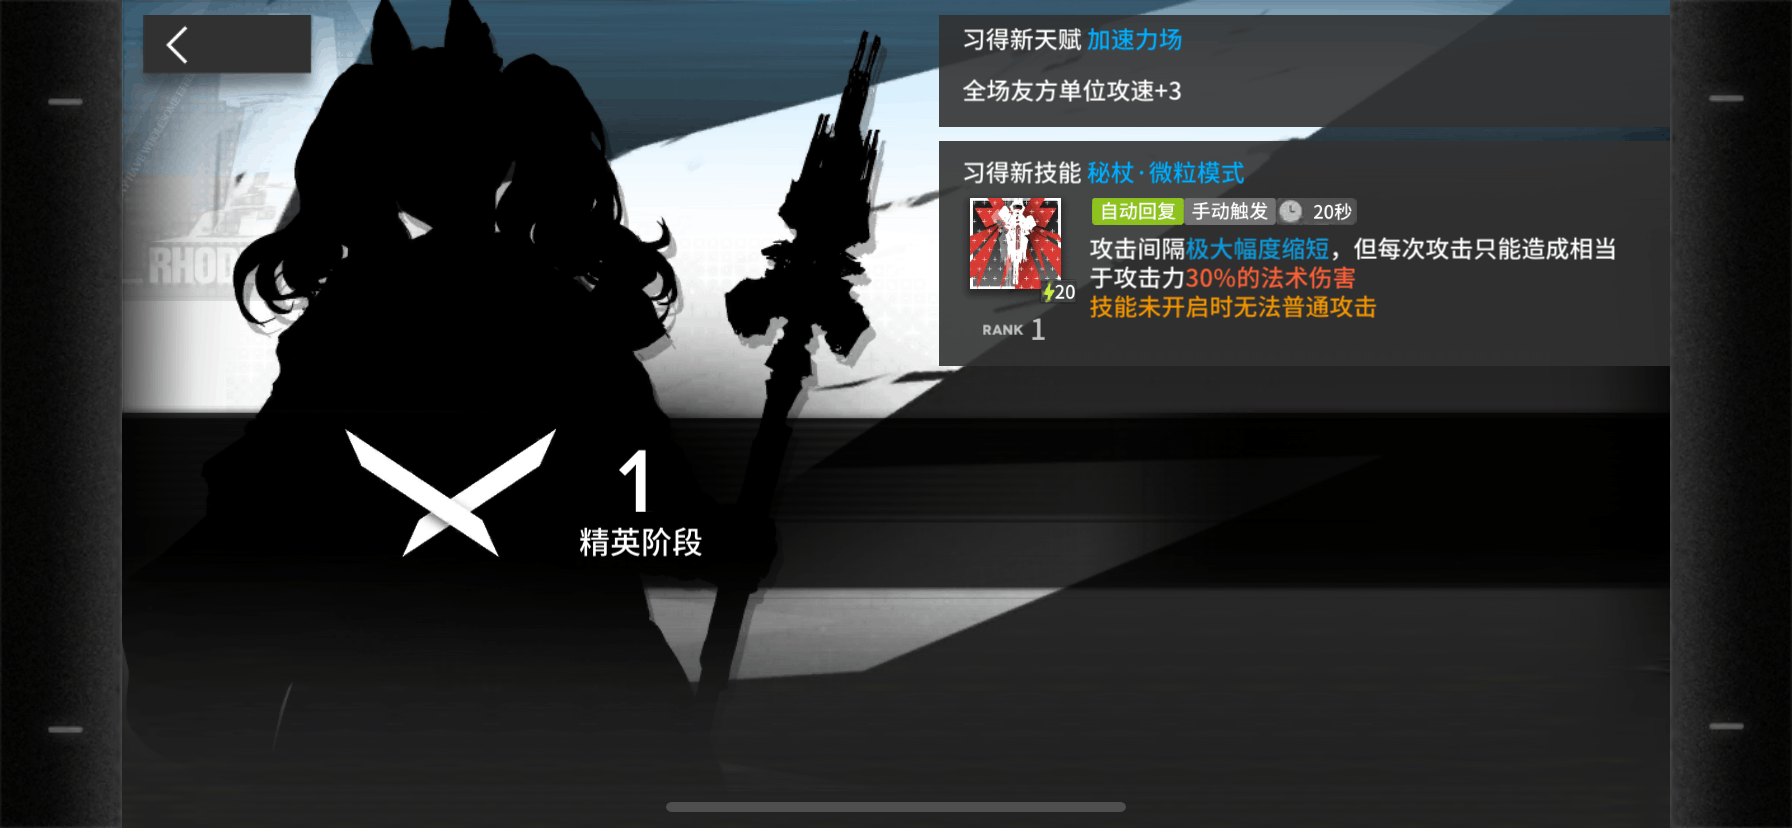 习得新天赋 加速力场
全场友方单位攻速+3
习得新技能 秘杖·微粒模式
自动回复 手动触发 20秒
攻击间隔极大幅度缩短，但每次攻击只能造成相当
于攻击力30%的法术伤害
技能未开启时无法普通攻击
20
RANK 1
RHOD
1
精英阶段